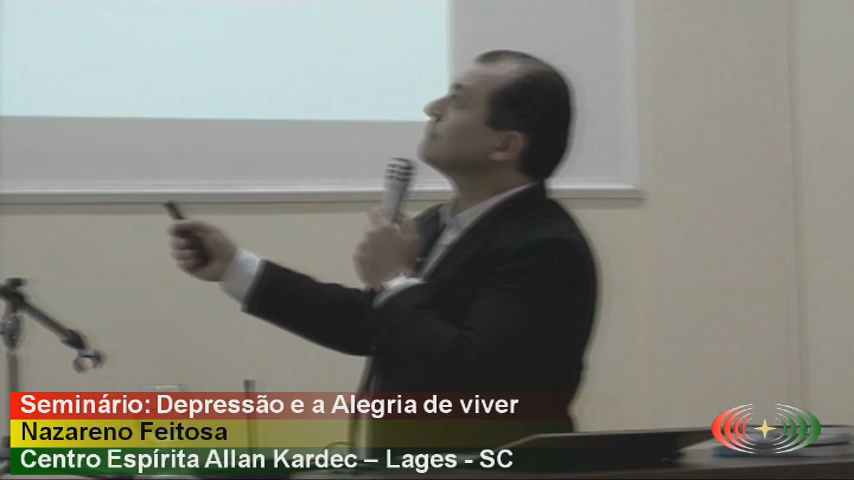 Seminário: Depressão e a Alegria de viver
Nazareno Feitosa
Centro Espírita Allan Kardec – Lages - SC